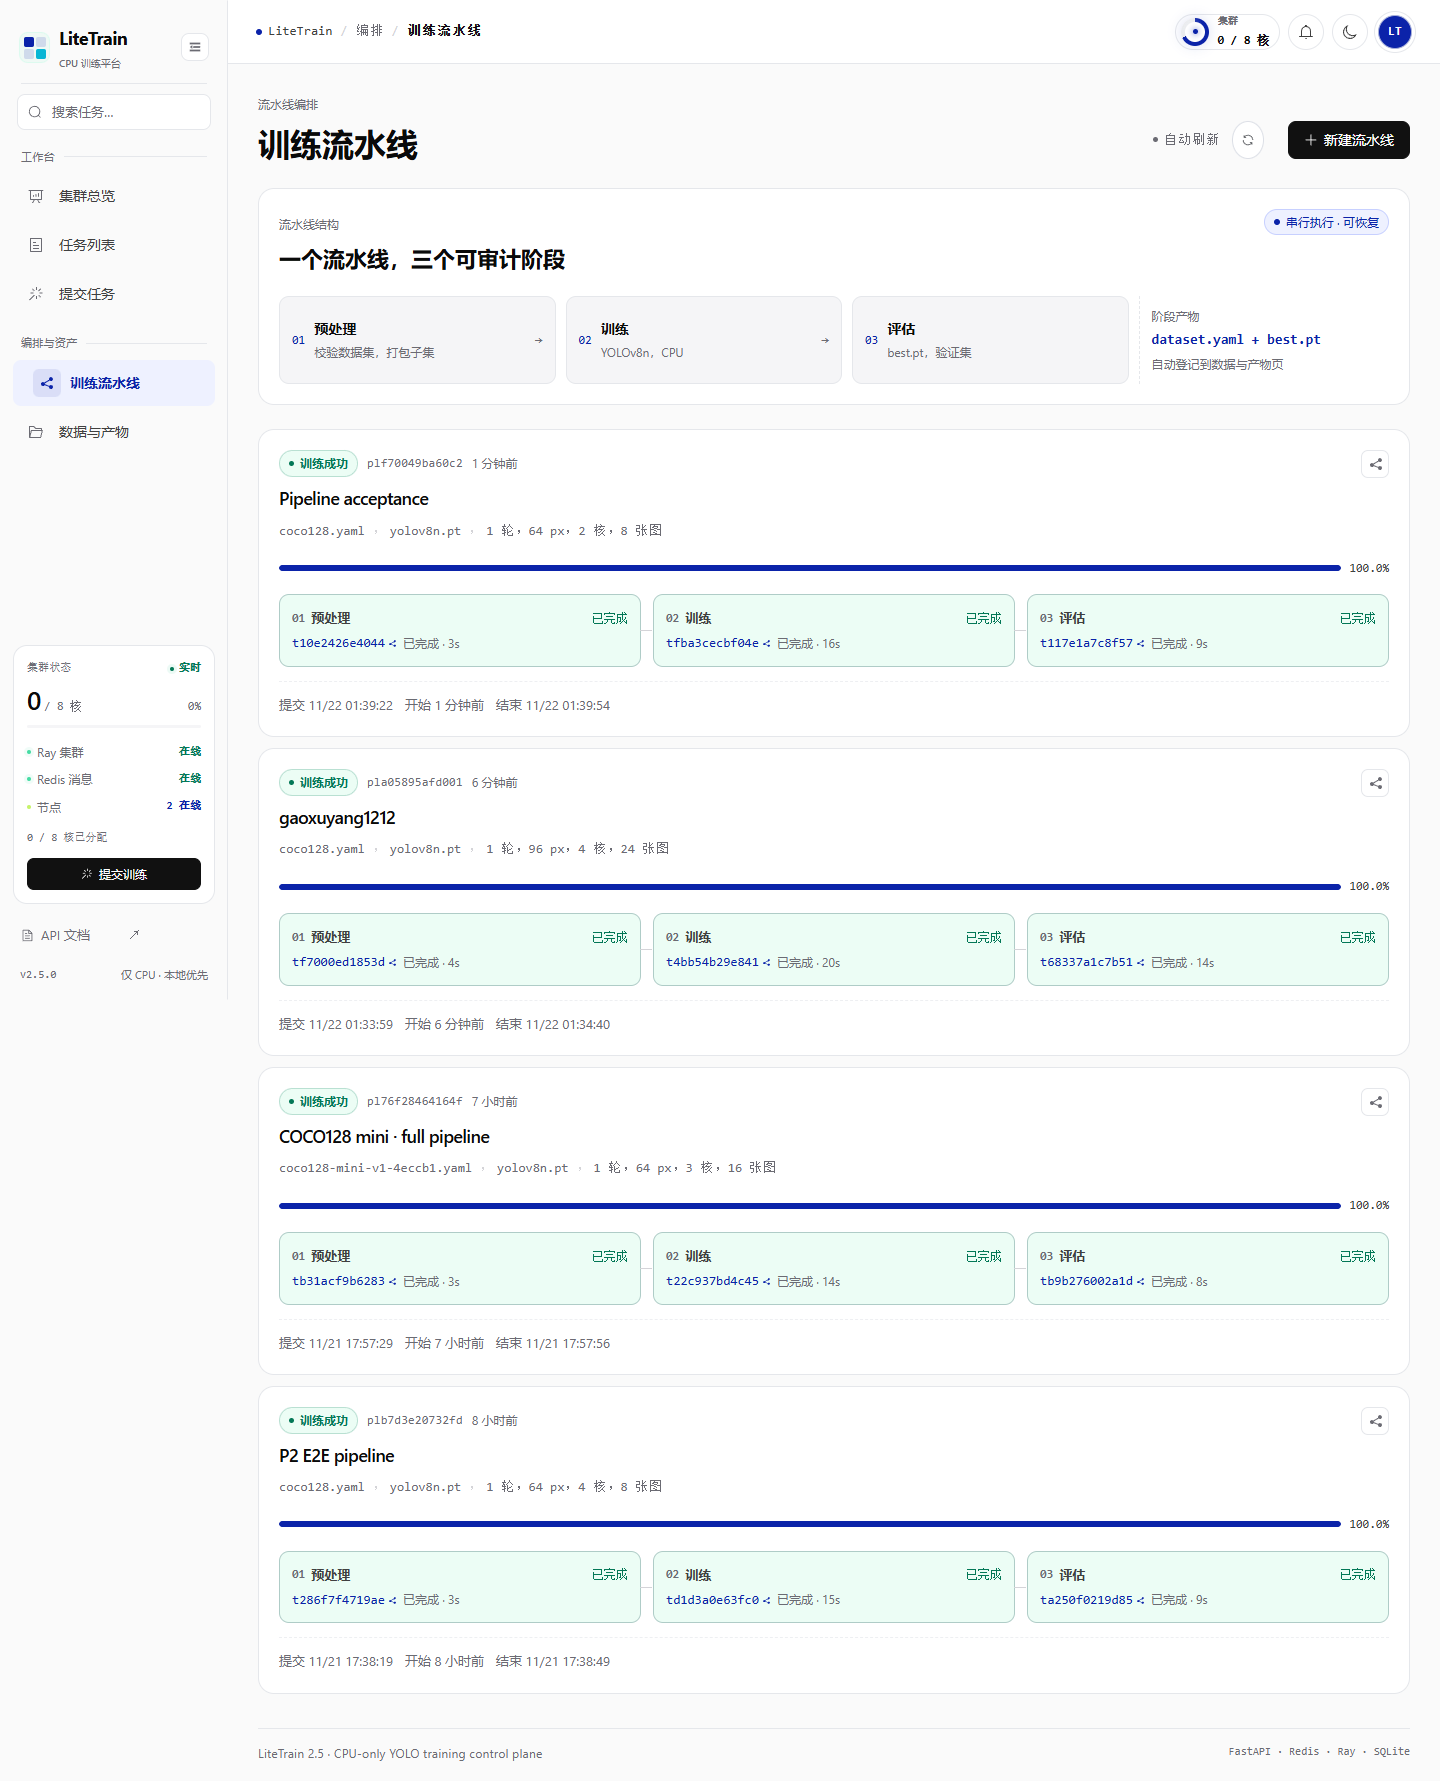 LiteTrain
CPU 训练平台
搜索任务...
工作台
集群总览
任务列表
提交任务
编排与资产
训练流水线
数据与产物
集群状态
实时
0 / 8 核
0%
Ray 集群
在线
Redis 消息
在线
节点
2 在线
0 / 8 核已分配
提交训练
API 文档
v2.5.0
仅 CPU · 本地优先
LiteTrain / 编排 / 训练流水线
集群
0 / 8 核
LT
流水线编排
训练流水线
自动刷新
新建流水线
流水线结构
串行执行 · 可恢复
一个流水线，三个可审计阶段
01 预处理
校验数据集，打包子集
02 训练
YOLOv8n，CPU
03 评估
best.pt，验证集
阶段产物
dataset.yaml + best.pt
自动登记到数据与产物页
训练成功 plf70049ba60c2 1 分钟前
Pipeline acceptance
coco128.yaml · yolov8n.pt · 1 轮，64 px，2 核，8 张图
100.0%
01 预处理 已完成
t10e2426e4044 已完成 · 3s
02 训练 已完成
tfba3cecbf04e 已完成 · 16s
03 评估 已完成
t117e1a7c8f57 已完成 · 9s
提交 11/22 01:39:22 开始 1 分钟前 结束 11/22 01:39:54
训练成功 pla05895afd001 6 分钟前
gaoxuyang1212
coco128.yaml · yolov8n.pt · 1 轮，96 px，4 核，24 张图
100.0%
01 预处理 已完成
tf7000ed1853d 已完成 · 4s
02 训练 已完成
t4bb54b29e841 已完成 · 20s
03 评估 已完成
t68337a1c7b51 已完成 · 14s
提交 11/22 01:33:59 开始 6 分钟前 结束 11/22 01:34:40
训练成功 pl76f28464164f 7 小时前
COCO128 mini · full pipeline
coco128-mini-v1-4eccb1.yaml · yolov8n.pt · 1 轮，64 px，3 核，16 张图
100.0%
01 预处理 已完成
tb31acf9b6283 已完成 · 3s
02 训练 已完成
t22c937bd4c45 已完成 · 14s
03 评估 已完成
tb9b276002a1d 已完成 · 8s
提交 11/21 17:57:29 开始 7 小时前 结束 11/21 17:57:56
训练成功 plb7d3e20732fd 8 小时前
P2 E2E pipeline
coco128.yaml · yolov8n.pt · 1 轮，64 px，4 核，8 张图
100.0%
01 预处理 已完成
t286f7f4719ae 已完成 · 3s
02 训练 已完成
td1d3a0e63fc0 已完成 · 15s
03 评估 已完成
ta250f0219d85 已完成 · 9s
提交 11/21 17:38:19 开始 8 小时前 结束 11/21 17:38:49
LiteTrain 2.5 · CPU-only YOLO training control plane
FastAPI · Redis · Ray · SQLite